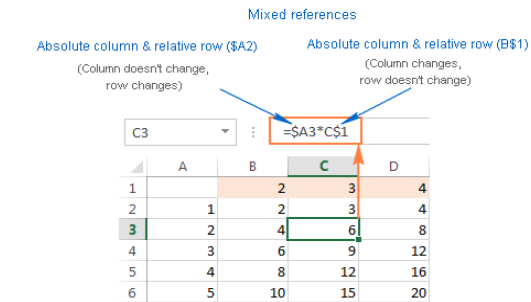 Mixed references
Absolute column & relative row ($A2)
Absolute column & relative row (B$1)
(Column doesn't change,
row changes)
(Column changes,
row doesn't change)
C3
=$A3*C$1
A B C D
1 2 3 4
2 1 2 3 4
3 2 4 6 8
4 3 6 9 12
5 4 8 12 16
6 5 10 15 20